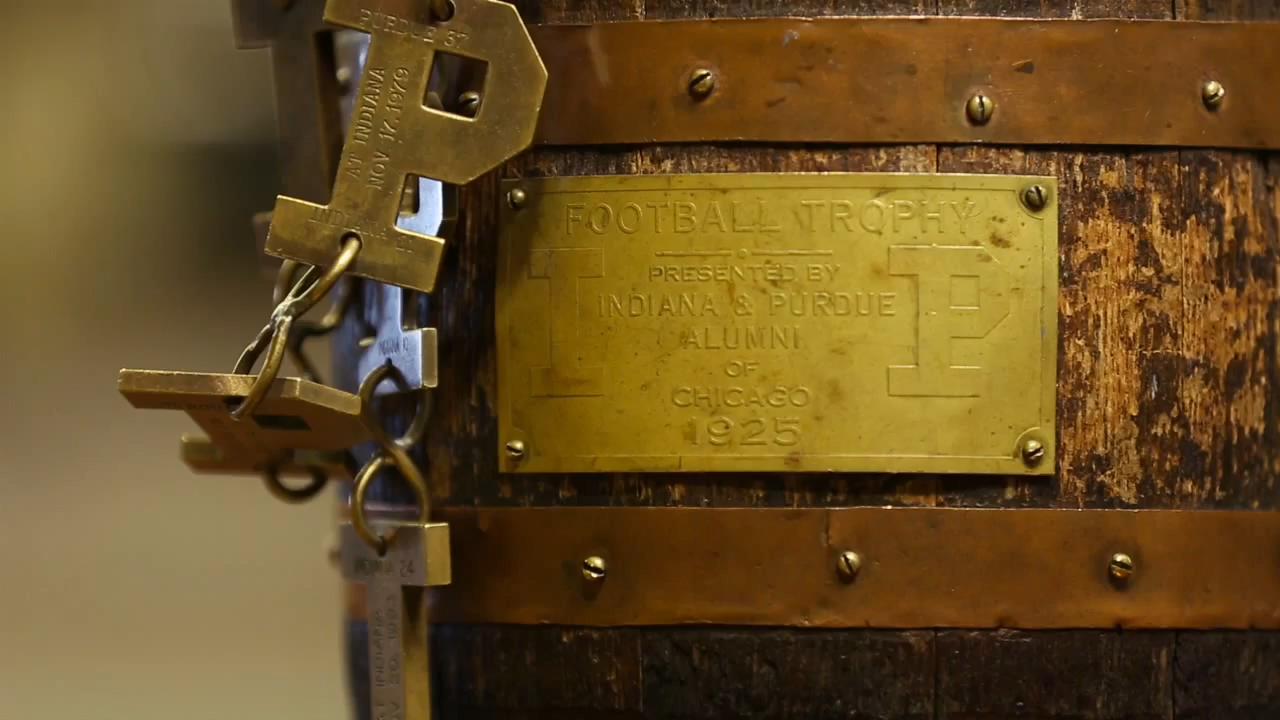 PURDUE 37
AT INDIANA
NOV 17.1979
INDIANA 21
FOOTBALL TROPHY
I
P
PRESENTED BY
INDIANA & PURDUE
ALUMNI
OF
CHICAGO
1925
24